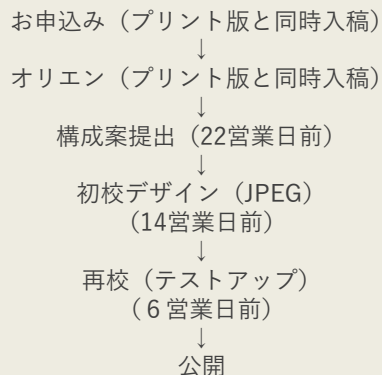 お申込み（プリント版と同時入稿）
↓
オリエン（プリント版と同時入稿）
↓
構成案提出（22営業日前）
↓
初校デザイン（JPEG）
（14営業日前）
↓
再校（テストアップ）
（６営業日前）
↓
公開